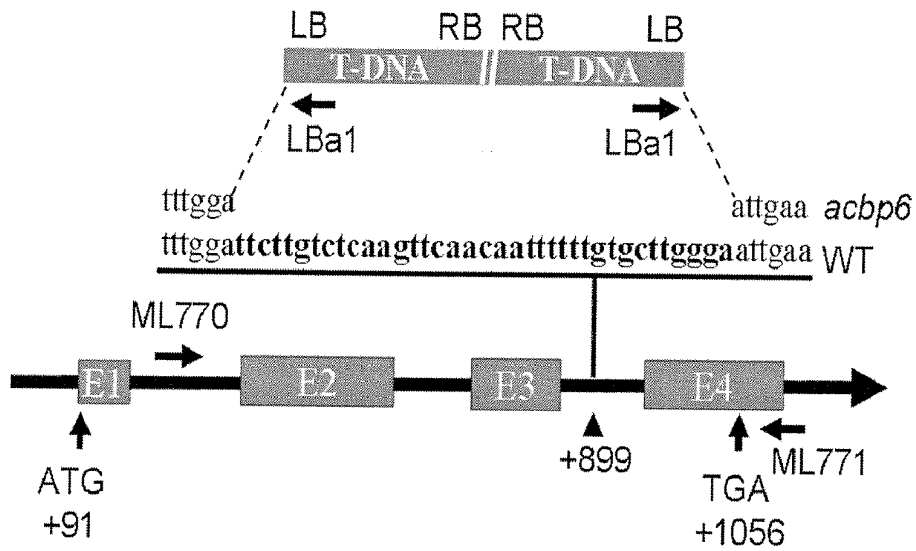 LB RB RB LB
T-DNA T-DNA
LBa1 LBa1
tttgga attgaa acbp6
tttggattcttgtctcaagttcaacaattttttgtgcttgggaattgaa WT
ML770
E1 E2 E3 E4
ATG
+91
+899
TGA
+1056
ML771